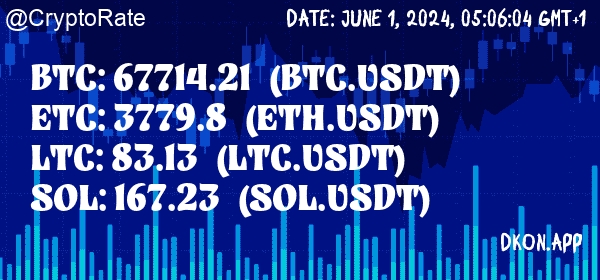 @CryptoRate
DATE: JUNE 1, 2024, 05:06:04 GMT+1
BTC: 67714.21 (BTC.USDT)
ETC: 3779.8 (ETH.USDT)
LTC: 83.13 (LTC.USDT)
SOL: 167.23 (SOL.USDT)
DKON.APP